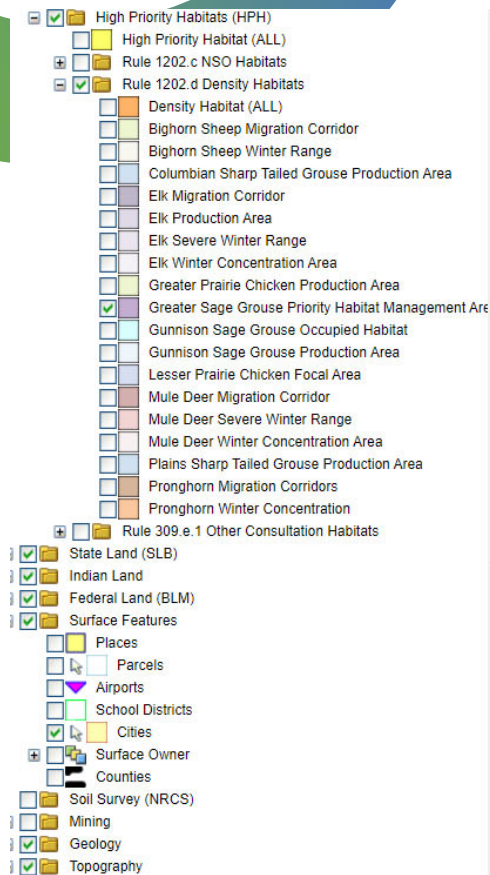 High Priority Habitats (HPH)
High Priority Habitat (ALL)
Rule 1202.c NSO Habitats
Rule 1202.d Density Habitats
Density Habitat (ALL)
Bighorn Sheep Migration Corridor
Bighorn Sheep Winter Range
Columbian Sharp Tailed Grouse Production Area
Elk Migration Corridor
Elk Production Area
Elk Severe Winter Range
Elk Winter Concentration Area
Greater Prairie Chicken Production Area
Greater Sage Grouse Priority Habitat Management Are
Gunnison Sage Grouse Occupied Habitat
Gunnison Sage Grouse Production Area
Lesser Prairie Chicken Focal Area
Mule Deer Migration Corridor
Mule Deer Severe Winter Range
Mule Deer Winter Concentration Area
Plains Sharp Tailed Grouse Production Area
Pronghorn Migration Corridors
Pronghorn Winter Concentration
Rule 309.e.1 Other Consultation Habitats
State Land (SLB)
Indian Land
Federal Land (BLM)
Surface Features
Places
Parcels
Airports
School Districts
Cities
Surface Owner
Counties
Soil Survey (NRCS)
Mining
Geology
Topography